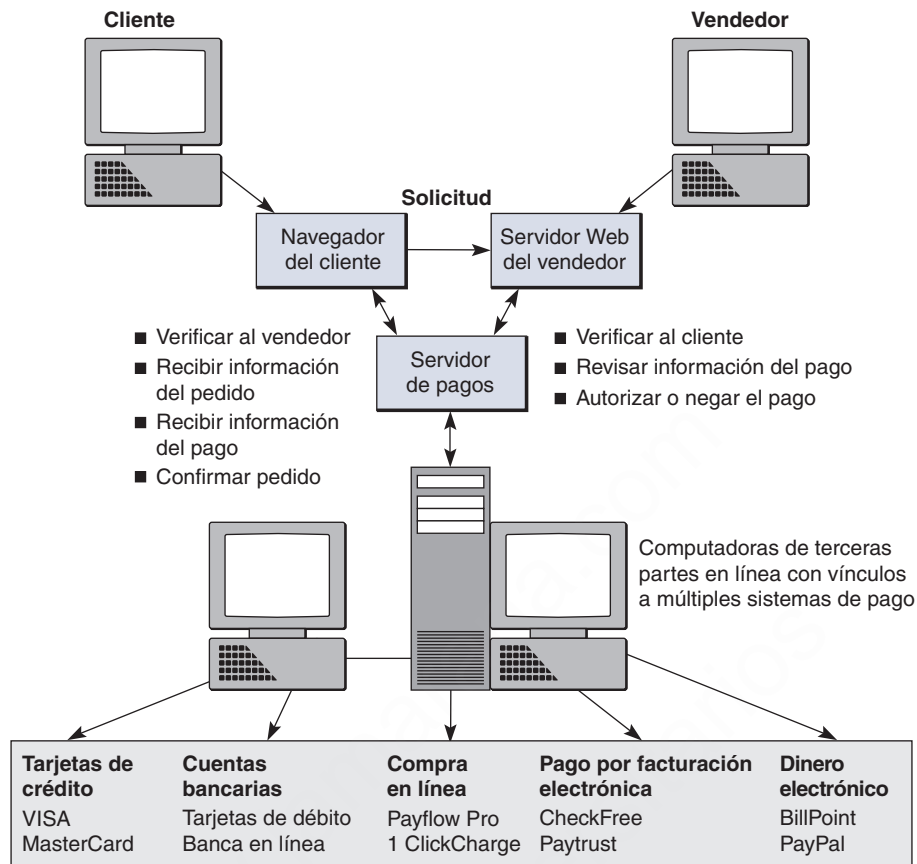 Cliente
Vendedor
Solicitud
Navegador
del cliente
Servidor Web
del vendedor
■ Verificar al vendedor
■ Recibir información
del pedido
■ Recibir información
del pago
■ Confirmar pedido
Servidor
de pagos
■ Verificar al cliente
■ Revisar información del pago
■ Autorizar o negar el pago
Computadoras de terceras
partes en línea con vínculos
a múltiples sistemas de pago
Tarjetas de
crédito
VISA
MasterCard
Cuentas
bancarias
Tarjetas de débito
Banca en línea
Compra
en línea
Payflow Pro
1 ClickCharge
Pago por facturación
electrónica
CheckFree
Paytrust
Dinero
electrónico
BillPoint
PayPal